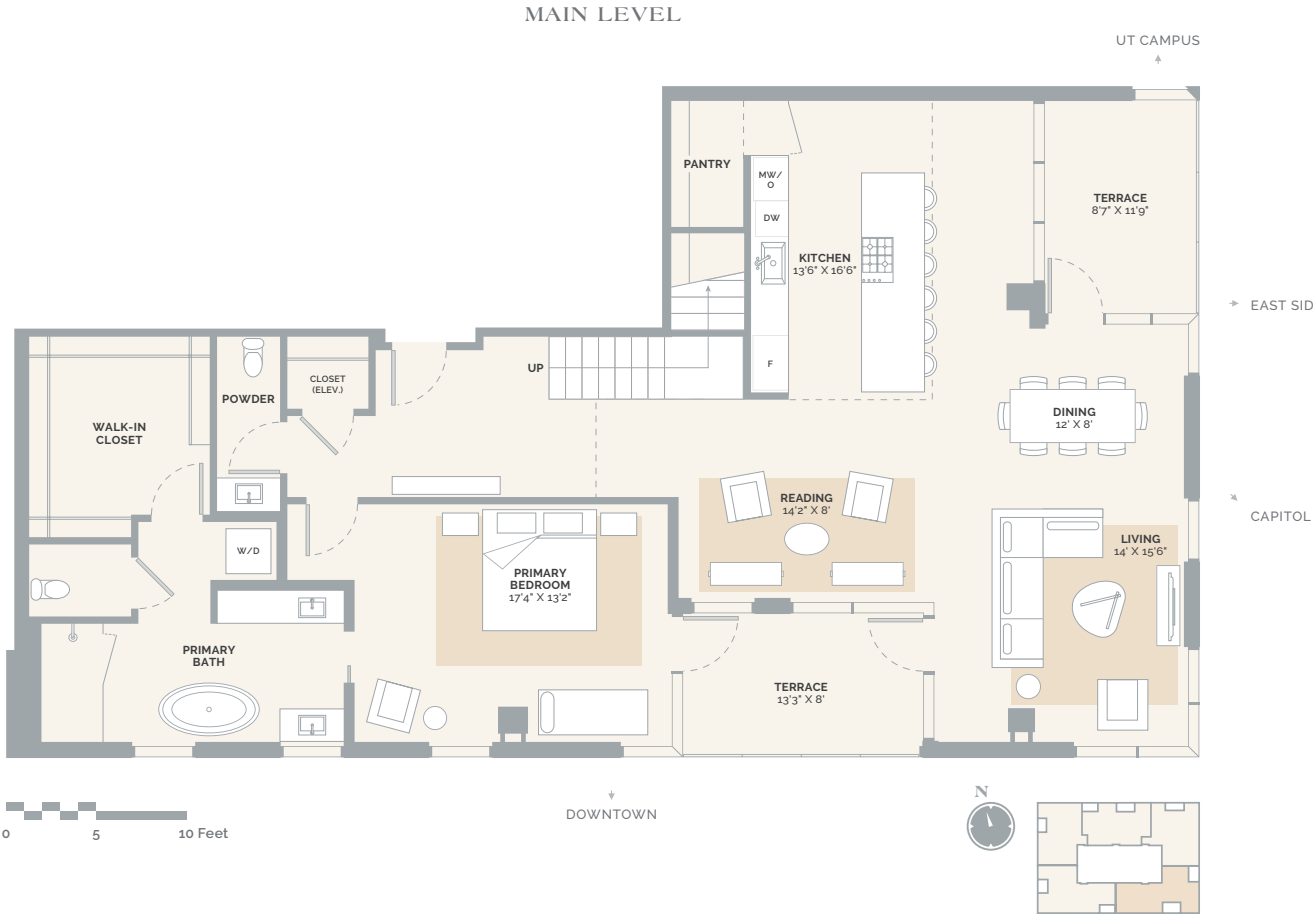 MAIN LEVEL
UT CAMPUS
PANTRY
MW/
O
DW
TERRACE
8'7" X 11'9"
KITCHEN
13'6" X 16'6"
EAST SID
UP
F
CLOSET
(ELEV.)
POWDER
DINING
12' X 8'
WALK-IN
CLOSET
READING
14'2" X 8'
CAPITOL
LIVING
14' X 15'6"
W/D
PRIMARY
BEDROOM
17'4" X 13'2"
PRIMARY
BATH
TERRACE
13'3" X 8'
N
DOWNTOWN
0 5 10 Feet